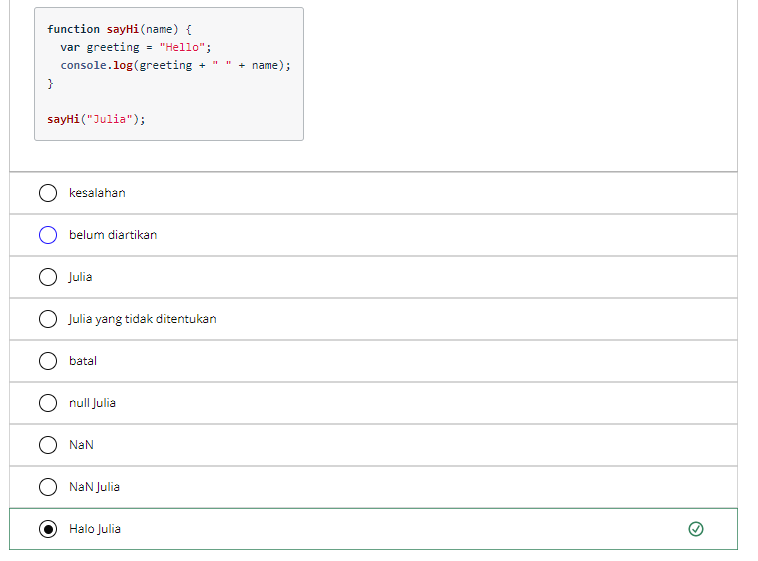 function sayHi(name) {
  var greeting = "Hello";
  console.log(greeting + " " + name);
}
sayHi("Julia");
kesalahan
belum diartikan
Julia
Julia yang tidak ditentukan
batal
null Julia
NaN
NaN Julia
Halo Julia